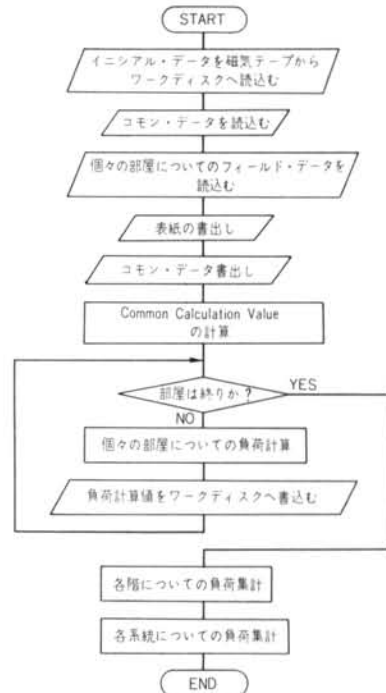 START
イニシアル・データを磁気テープから
ワークディスクへ読込む
コモン・データを読込む
個々の部屋についてのフィールド・データを
読込む
表紙の書出し
コモン・データ書出し
Common Calculation Value
の計算
部屋は終りか?
YES
NO
個々の部屋についての負荷計算
負荷計算値をワークディスクへ書込む
各階についての負荷集計
各系統についての負荷集計
END